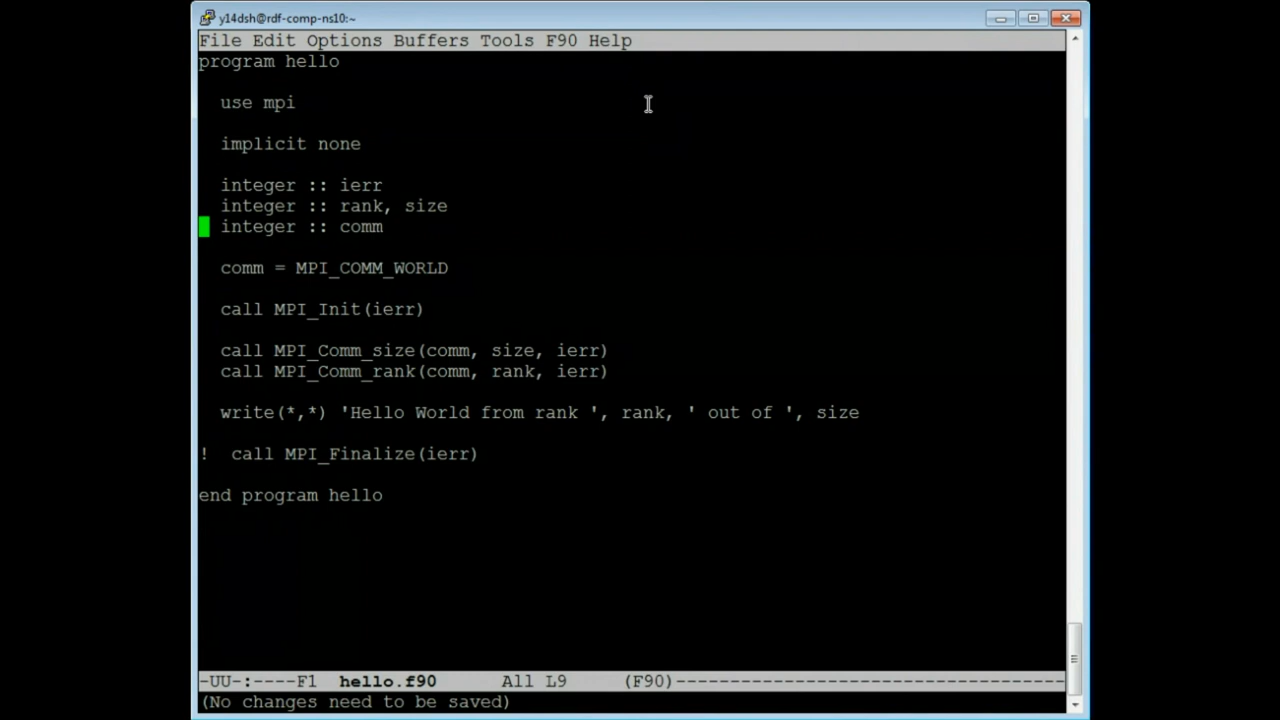 y14dsh@rdf-comp-ns10:~
File Edit Options Buffers Tools F90 Help
program hello
use mpi
implicit none
integer :: ierr
integer :: rank, size
integer :: comm
comm = MPI_COMM_WORLD
call MPI_Init(ierr)
call MPI_Comm_size(comm, size, ierr)
call MPI_Comm_rank(comm, rank, ierr)
write(*,*) 'Hello World from rank ', rank, ' out of ', size
!  call MPI_Finalize(ierr)
end program hello
-UU-:----F1  hello.f90      All L9     (F90)------------------------------------
(No changes need to be saved)